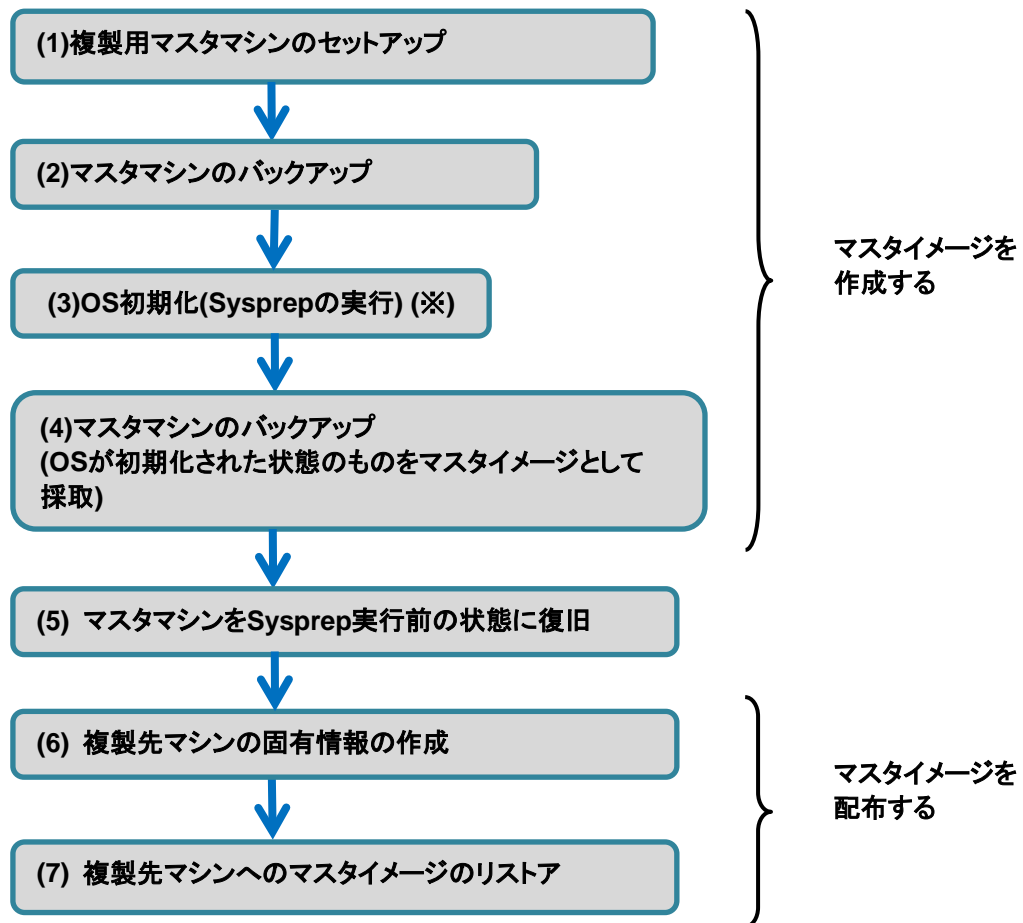 (1)複製用マスタマシンのセットアップ
(2)マスタマシンのバックアップ
(3)OS初期化(Sysprepの実行) (※)
(4)マスタマシンのバックアップ
(OSが初期化された状態のものをマスタイメージとして
採取)
マスタイメージを
作成する
(5) マスタマシンをSysprep実行前の状態に復旧
(6) 複製先マシンの固有情報の作成
(7) 複製先マシンへのマスタイメージのリストア
マスタイメージを
配布する